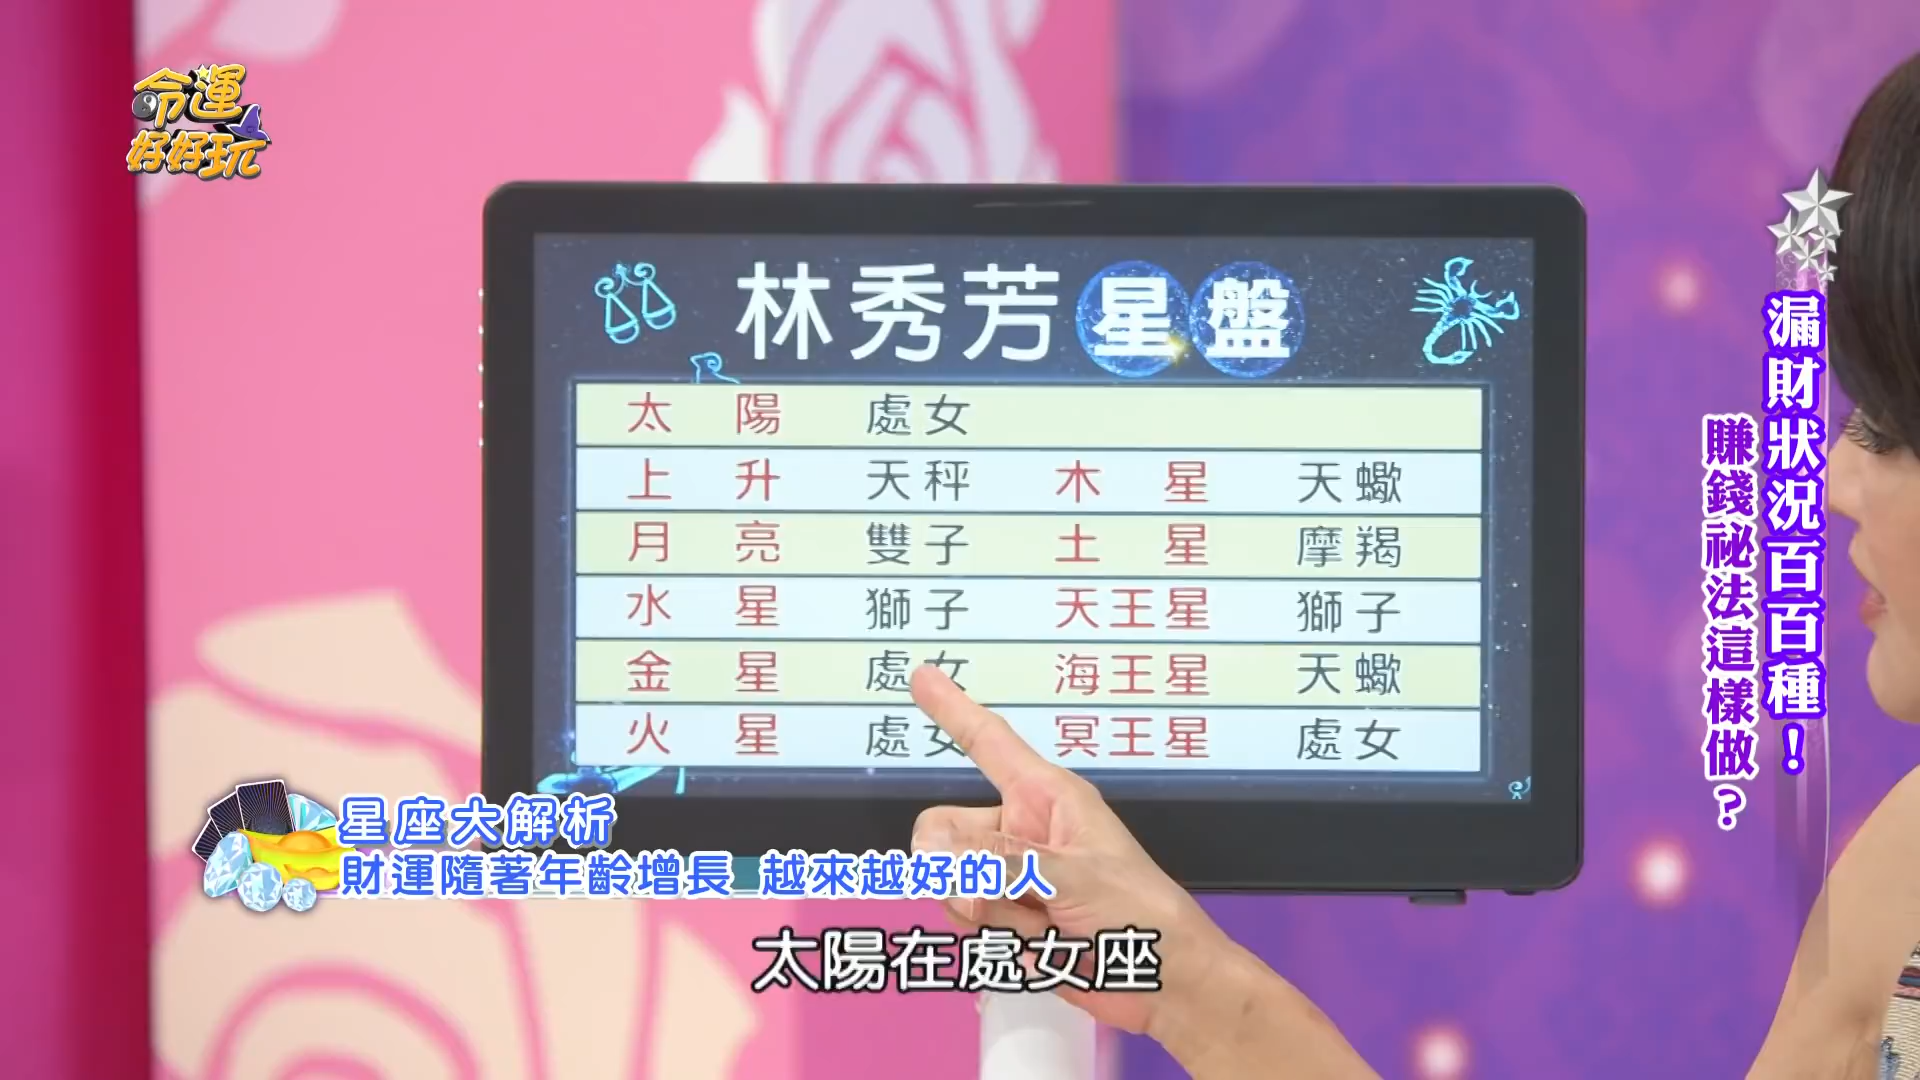 命運
好好玩
林秀芳星盤
太陽 處女
上升 天秤 木星 天蠍
月亮 雙子 土星 摩羯
水星 獅子 天王星 獅子
金星 處女 海王星 天蠍
火星 處女 冥王星 處女
漏財狀況百百種！
賺錢祕法這樣做？
星座大解析
財運隨著年齡增長 越來越好的人
太陽在處女座